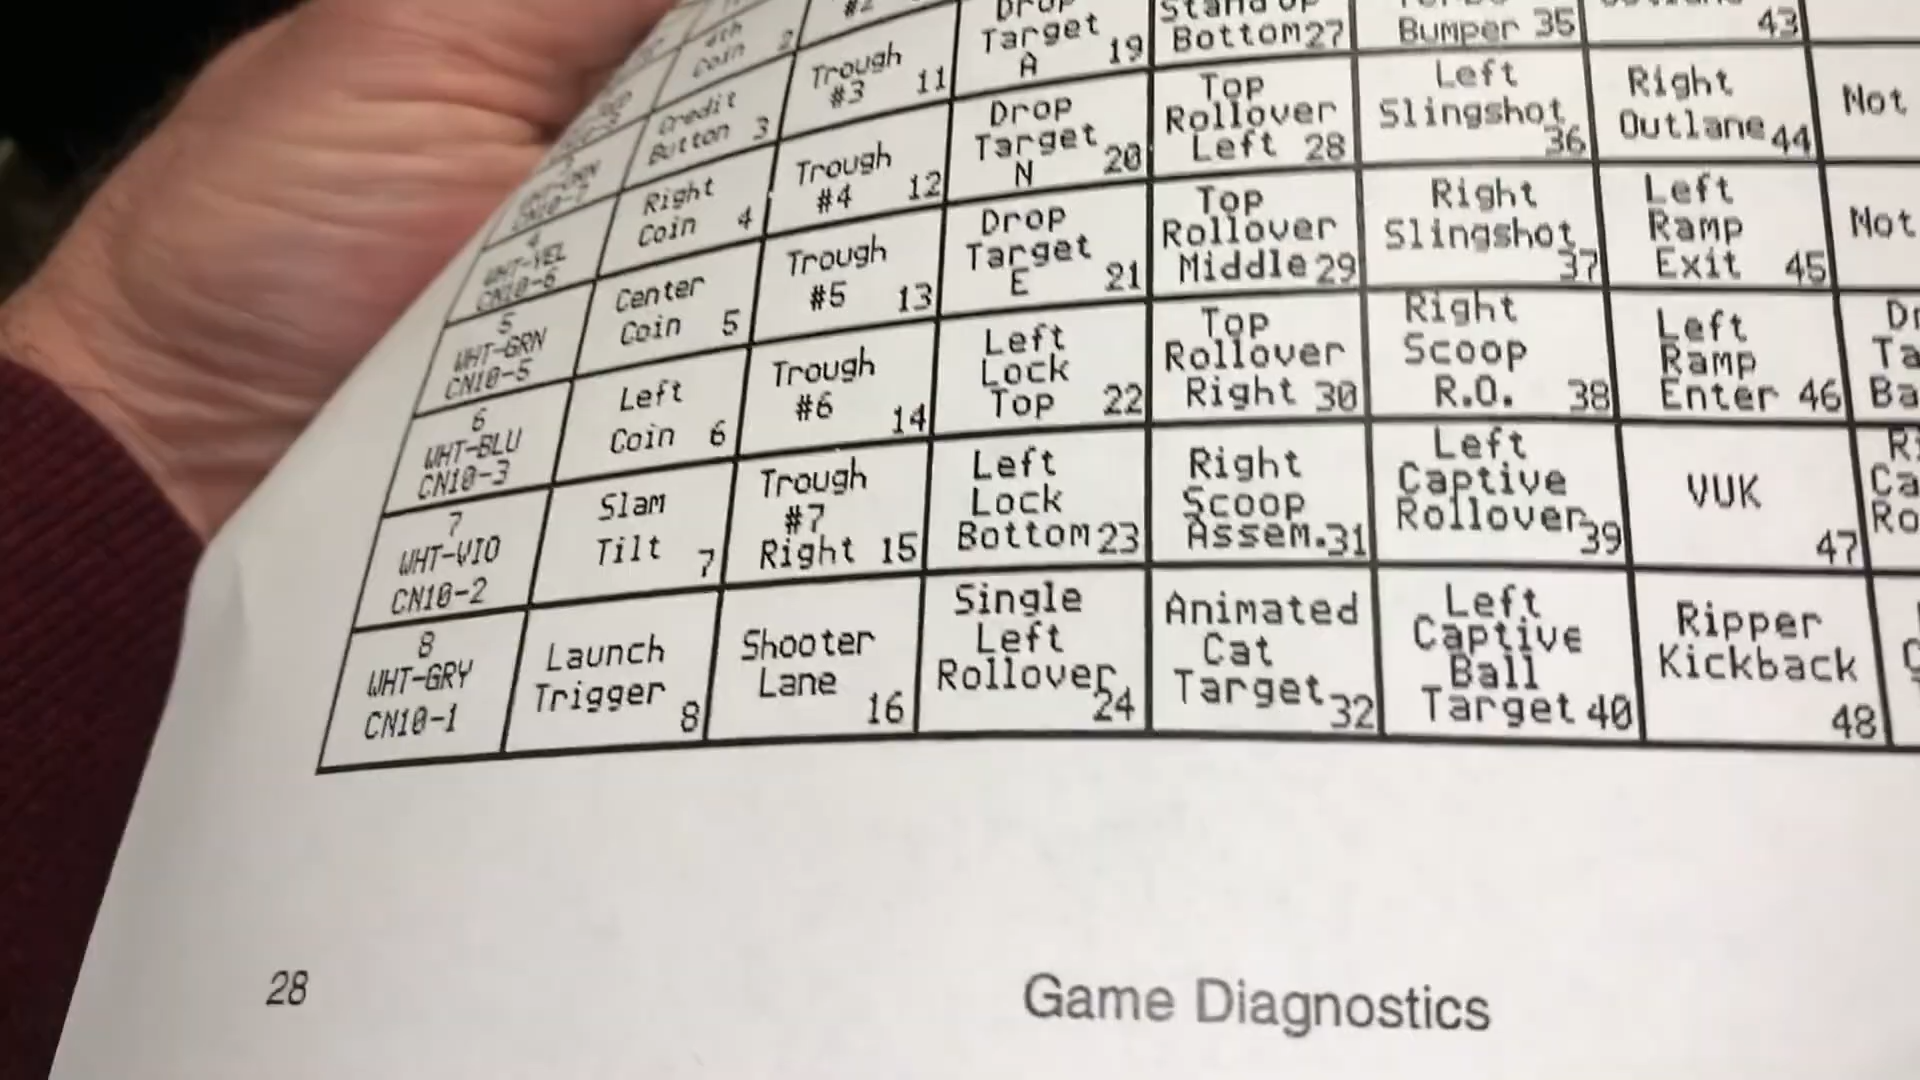 4th
Coin 2
#2
Drop
Target
A 19
Stand Up
Bottom 27
Bumper 35
43
Credit
Button 3
Trough
#3 11
Drop
Target
N 20
Top
Rollover
Left 28
Left
Slingshot
36
Right
Outlane 44
Not
4
WHT-YEL
CN10-6
Right
Coin 4
Trough
#4 12
Drop
Target
E 21
Top
Rollover
Middle 29
Right
Slingshot
37
Left
Ramp
Exit 45
Not
5
WHT-GRN
CN10-5
Center
Coin 5
Trough
#5 13
Left
Lock
Top 22
Top
Rollover
Right 30
Right
Scoop
R.O. 38
Left
Ramp
Enter 46
6
WHT-BLU
CN10-3
Left
Coin 6
Trough
#6 14
Left
Lock
Bottom 23
Right
Scoop
Assem. 31
Left
Captive
Rollover 39
VUK
47
7
WHT-VIO
CN10-2
Slam
Tilt 7
Trough
#7
Right 15
Single
Left
Rollover
24
Animated
Cat
Target 32
Left
Captive
Ball
Target 40
Ripper
Kickback
48
8
WHT-GRY
CN10-1
Launch
Trigger 8
Shooter
Lane 16
28
Game Diagnostics